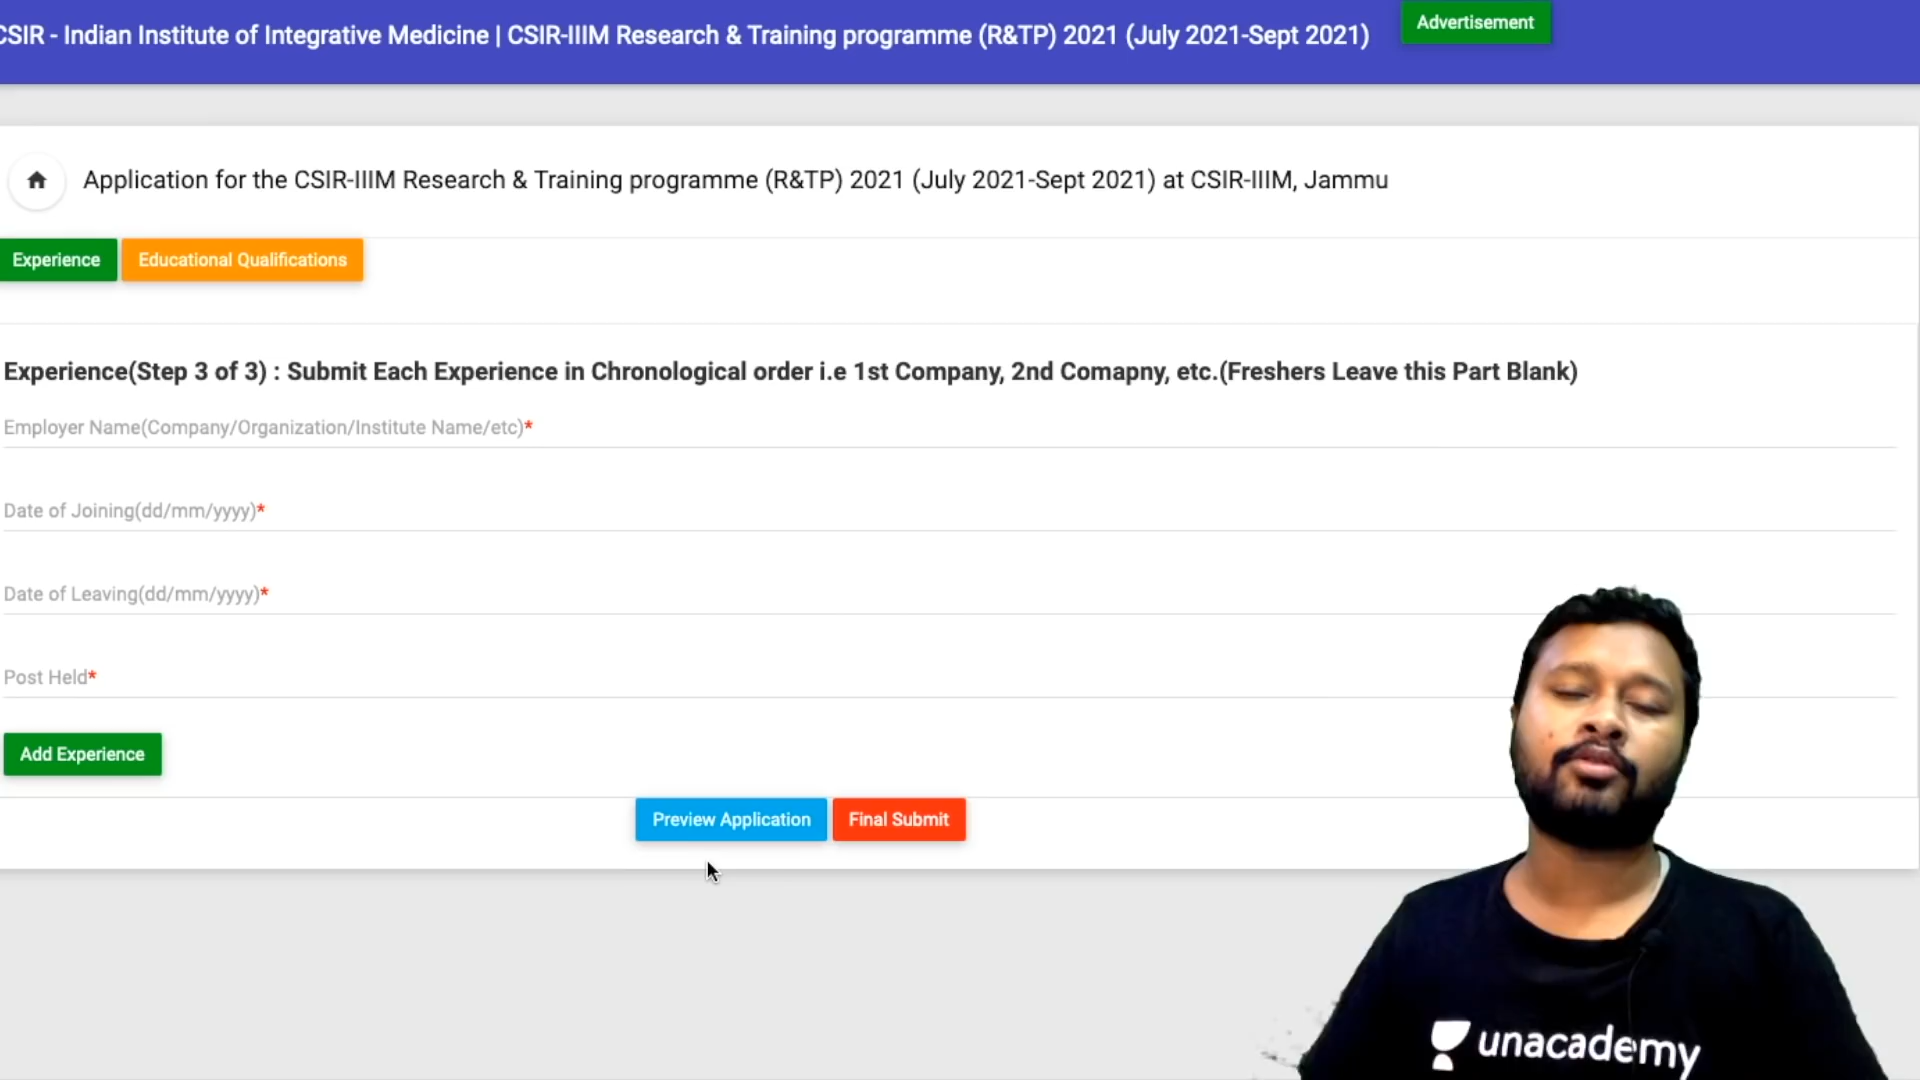 CSIR - Indian Institute of Integrative Medicine | CSIR-IIIM Research & Training programme (R&TP) 2021 (July 2021-Sept 2021)
Advertisement
Application for the CSIR-IIIM Research & Training programme (R&TP) 2021 (July 2021-Sept 2021) at CSIR-IIIM, Jammu
Experience
Educational Qualifications
Experience(Step 3 of 3) : Submit Each Experience in Chronological order i.e 1st Company, 2nd Comapny, etc.(Freshers Leave this Part Blank)
Employer Name(Company/Organization/Institute Name/etc)*
Date of Joining(dd/mm/yyyy)*
Date of Leaving(dd/mm/yyyy)*
Post Held*
Add Experience
Preview Application
Final Submit
unacademy